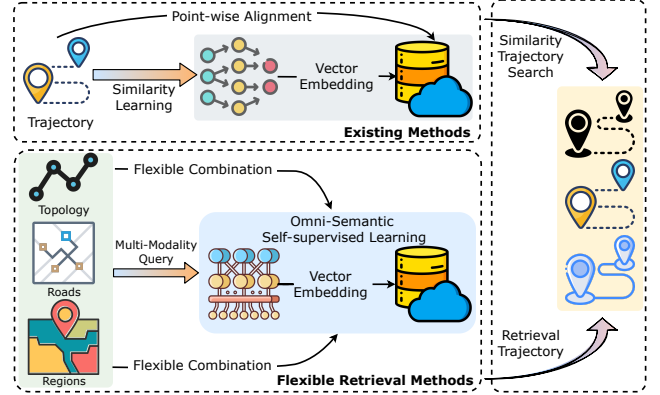 Point-wise Alignment
Trajectory
Similarity
Learning
Vector
Embedding
Existing Methods
Similarity
Trajectory
Search
Topology
Roads
Regions
Flexible Combination
Multi-Modality
Query
Omni-Semantic
Self-supervised Learning
Vector
Embedding
Flexible Combination
Flexible Retrieval Methods
Retrieval
Trajectory